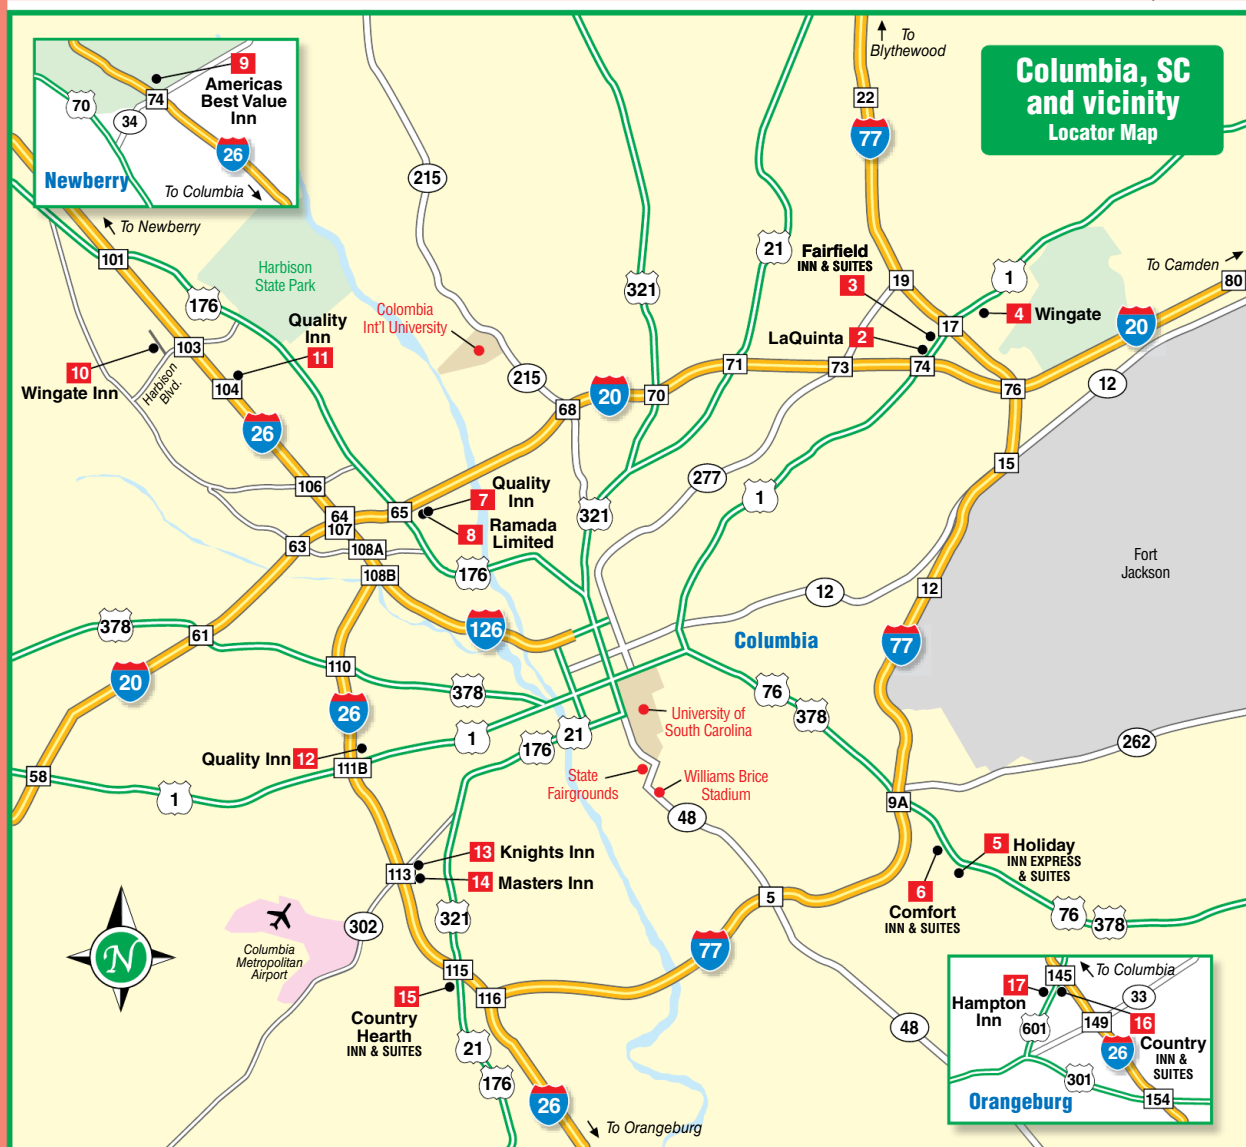 To
Blythewood
Columbia, SC
and vicinity
Locator Map
9
Americas
Best Value
Inn
70
74
34
26
Newberry
To Columbia
22
77
215
To Newberry
101
176
Harbison
State Park
Colombia
Int'l University
21
321
Fairfield
INN & SUITES
3
19
1
To Camden
80
4
Wingate
20
17
LaQuinta
2
Quality
Inn
11
103
10
Wingate Inn
Harbison
Blvd.
104
26
215
20
68
70
71
73
74
76
12
15
277
1
106
64
107
65
7
Quality
Inn
8
Ramada
Limited
321
63
108A
108B
176
Fort
Jackson
12
12
378
61
126
Columbia
77
20
110
378
76
378
26
University of
South Carolina
21
1
176
262
Quality Inn
12
111B
58
1
State
Fairgrounds
Williams Brice
Stadium
48
9A
5
Holiday
INN EXPRESS
& SUITES
6
Comfort
INN & SUITES
13
Knights Inn
113
14
Masters Inn
5
76
378
321
302
N
Columbia
Metropolitan
Airport
77
115
116
15
Country
Hearth
INN & SUITES
21
176
26
To Orangeburg
48
145
To Columbia
17
Hampton
Inn
33
601
149
16
Country
INN &
SUITES
26
301
154
Orangeburg